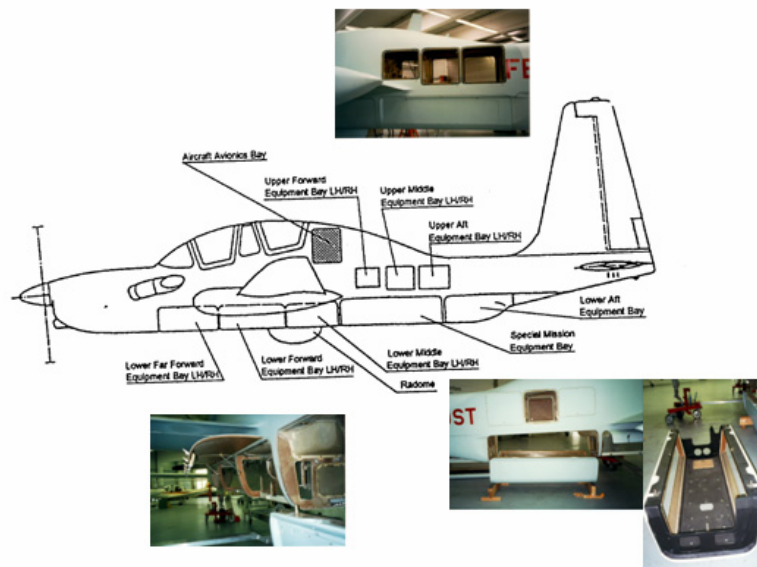 FE
Aircraft Avionics Bay
Upper Forward
Equipment Bay LH/RH
Upper Middle
Equipment Bay LH/RH
Upper Aft
Equipment Bay LH/RH
Lower Aft
Equipment Bay
Special Mission
Equipment Bay
Lower Middle
Equipment Bay LH/RH
Radome
Lower Forward
Equipment Bay LH/RH
Lower Far Forward
Equipment Bay LH/RH
ST